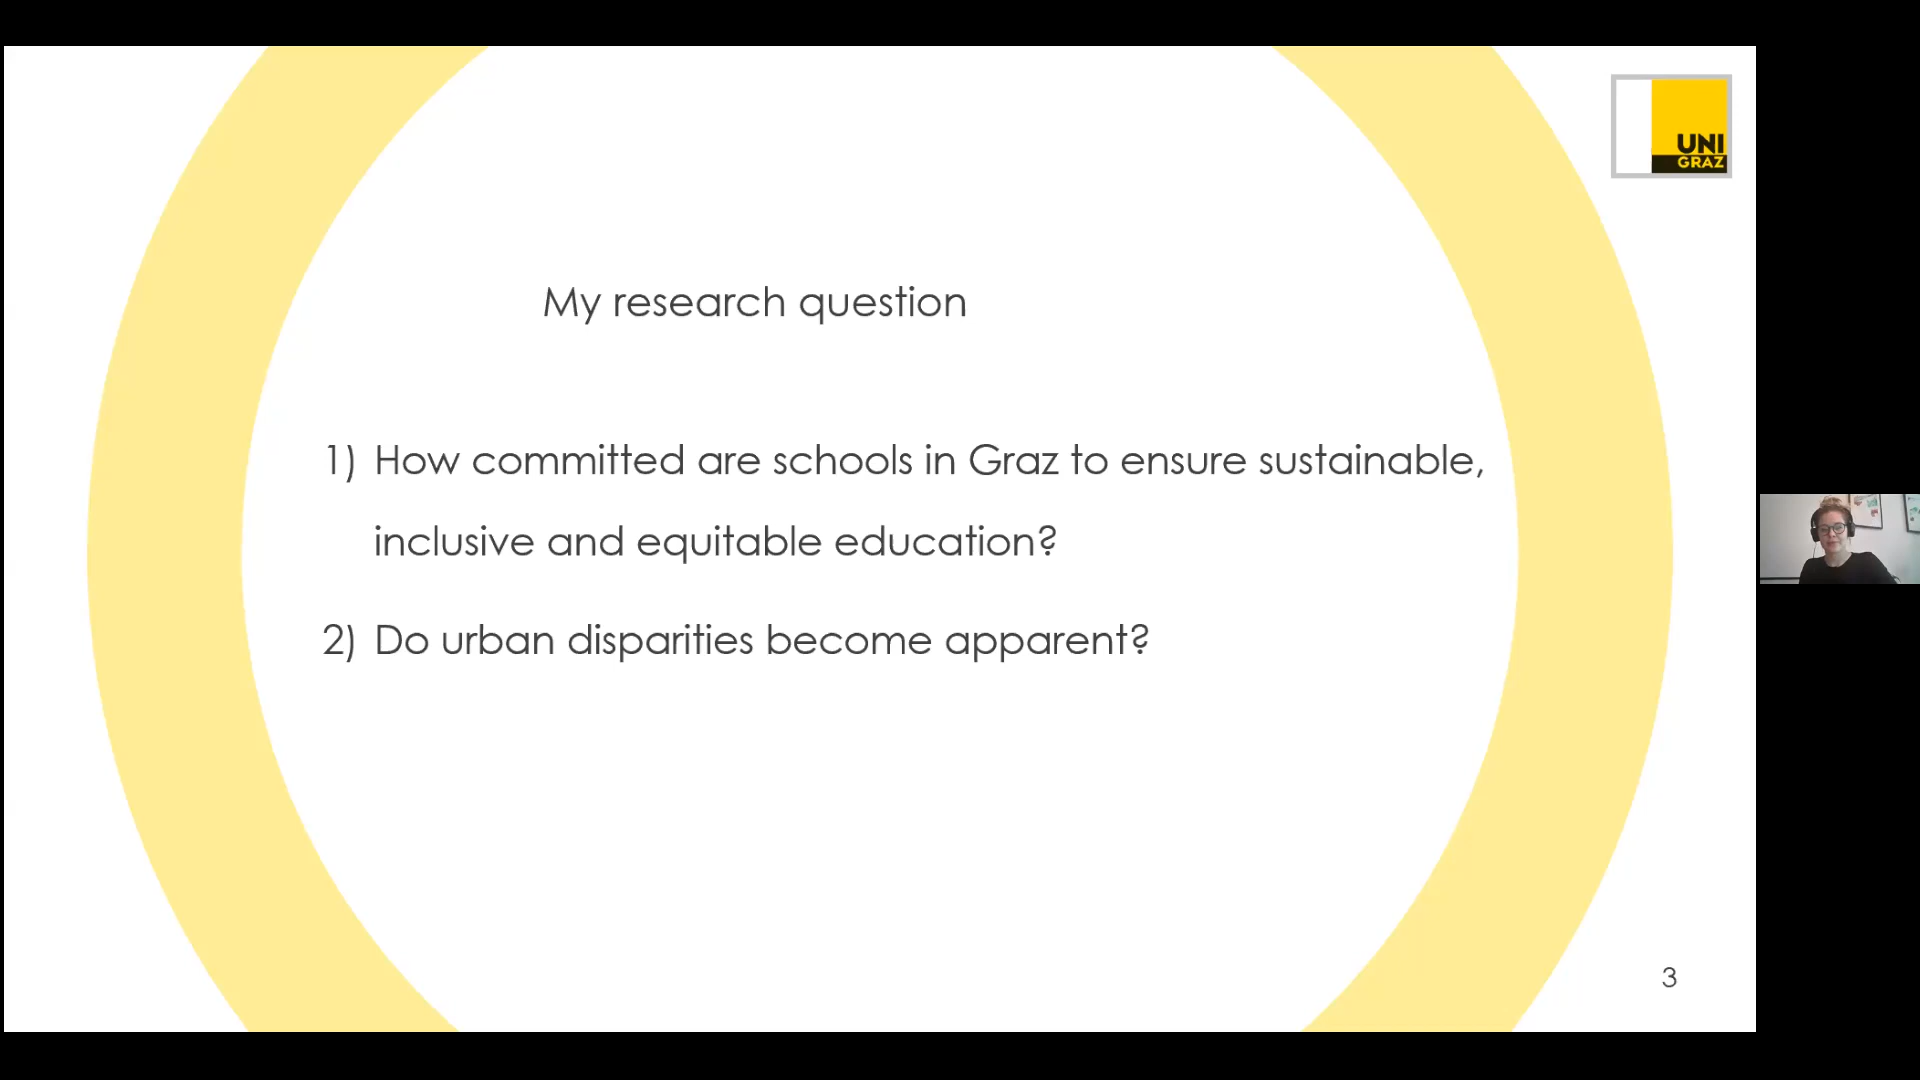 UNI
GRAZ
My research question
1) How committed are schools in Graz to ensure sustainable,
inclusive and equitable education?
2) Do urban disparities become apparent?
3